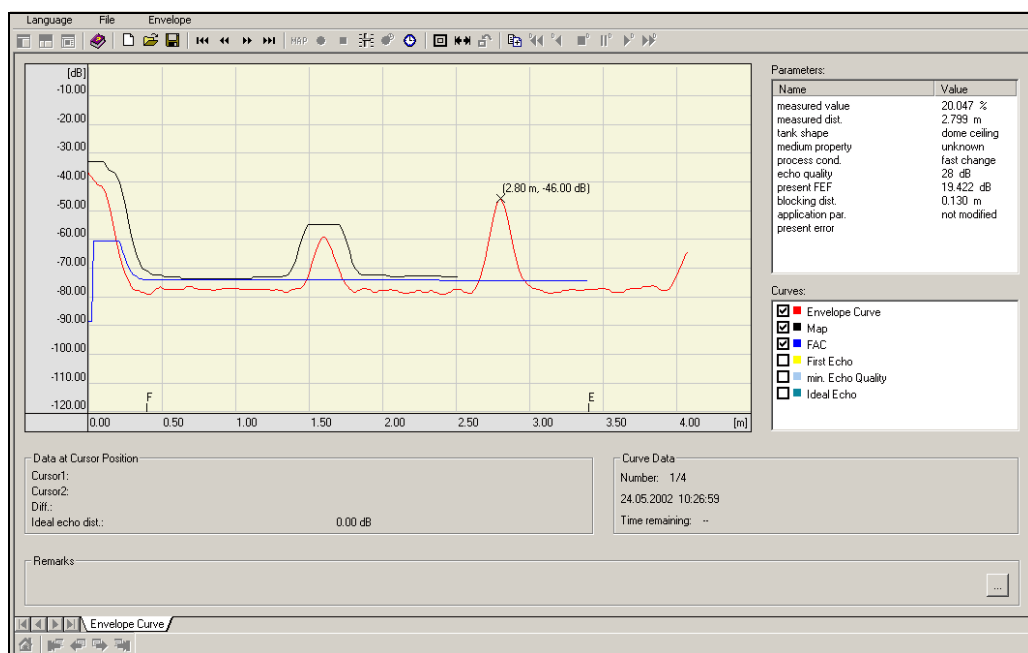 Language File Envelope
MAP
[dB]
-10.00
-20.00
-30.00
-40.00
-50.00
-60.00
-70.00
-80.00
-90.00
-100.00
-110.00
-120.00
(2.80 m, -46.00 dB)
F E
0.00 0.50 1.00 1.50 2.00 2.50 3.00 3.50 4.00 [m]
Parameters:
Name Value
measured value 20.047 %
measured dist. 2.799 m
tank shape dome ceiling
medium property unknown
process cond. fast change
echo quality 28 dB
present FEF 19.422 dB
blocking dist. 0.130 m
application par. not modified
present error
Curves:
Envelope Curve
Map
FAC
First Echo
min. Echo Quality
Ideal Echo
Data at Cursor Position
Cursor1:
Cursor2:
Diff.:
Ideal echo dist.: 0.00 dB
Curve Data
Number: 1/4
24.05.2002 10:26:59
Time remaining: --
Remarks
...
Envelope Curve